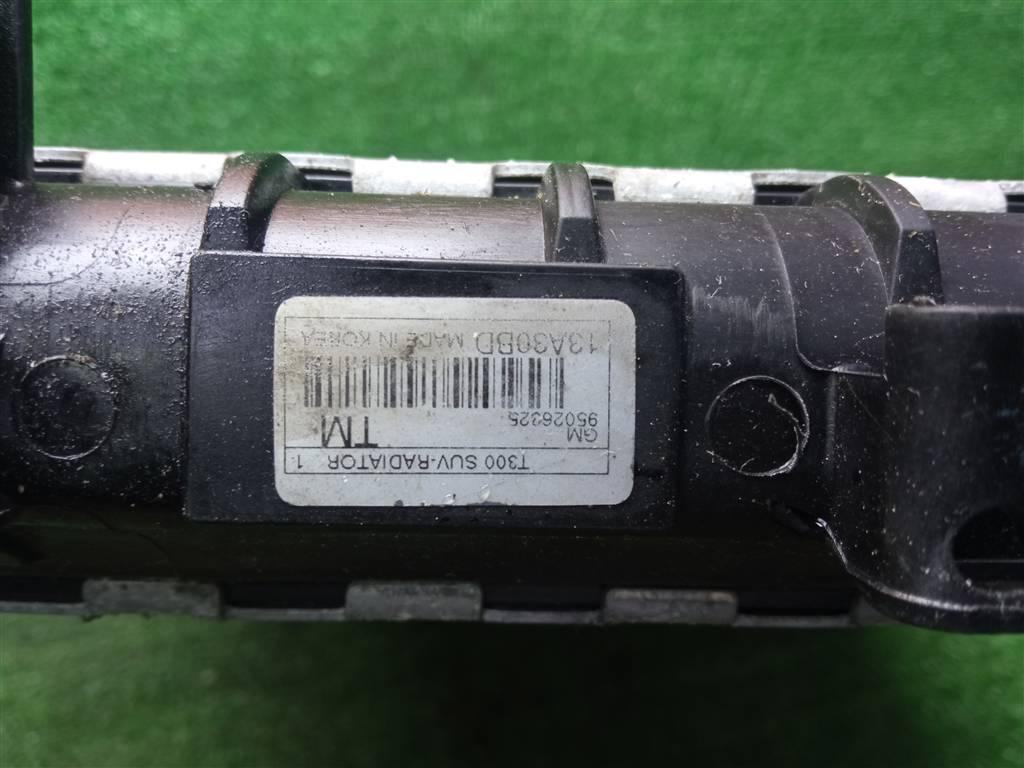 T300 SUV-RADIATOR 1.
GM
95026325
TM
13A30BD MADE IN KOREA